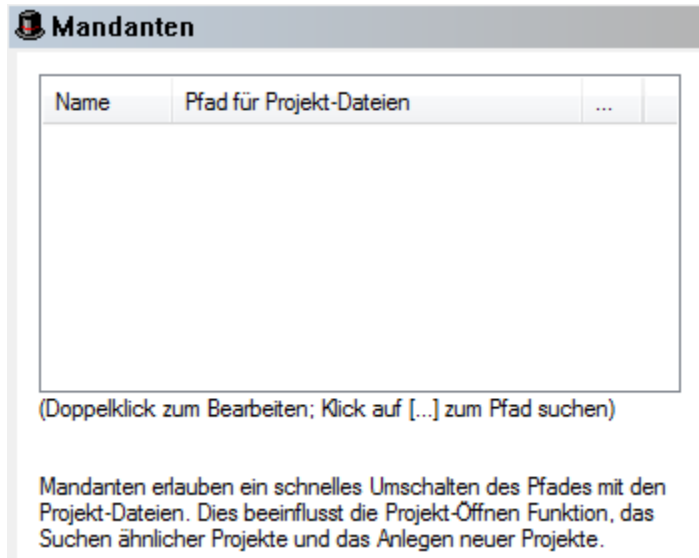 Mandanten
Name Pfad für Projekt-Dateien ...
(Doppelklick zum Bearbeiten; Klick auf [...] zum Pfad suchen)
Mandanten erlauben ein schnelles Umschalten des Pfades mit den
Projekt-Dateien. Dies beeinflusst die Projekt-Öffnen Funktion, das
Suchen ähnlicher Projekte und das Anlegen neuer Projekte.